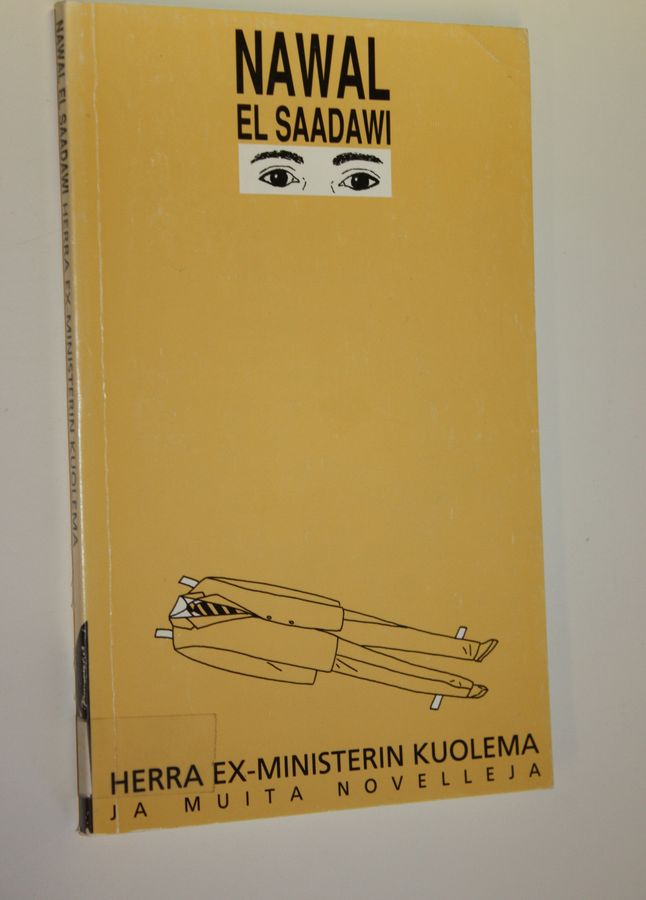 NAWAL
EL SAADAWI
HERRA EX-MINISTERIN KUOLEMA
JA MUITA NOVELLEJA
NAWAL EL SAADAWI HERRA EX-MINISTERIN KUOLEMA